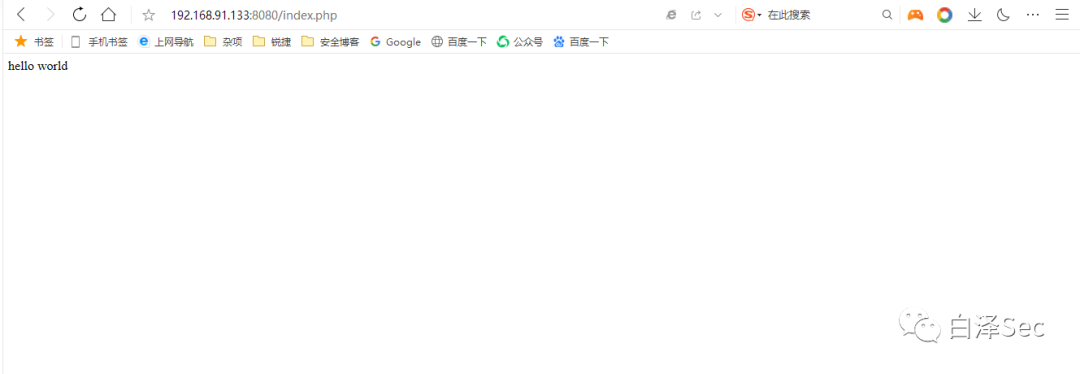 192.168.91.133:8080/index.php 在此搜索
书签 手机书签 上网导航 杂项 锐捷 安全博客 Google 百度一下 公众号 百度一下
hello world
白泽Sec